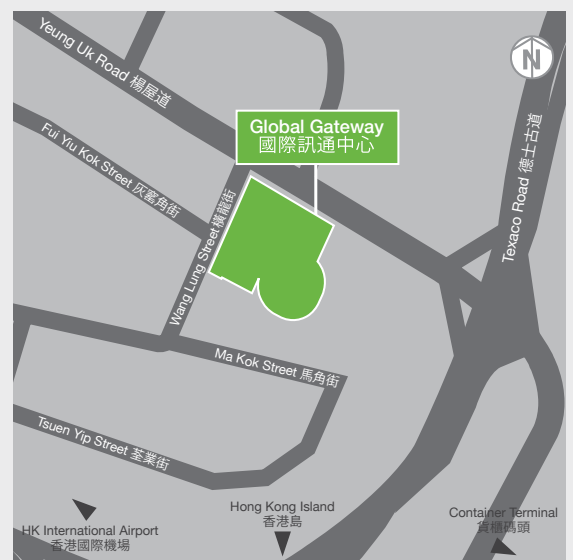 Yeung Uk Road 楊屋道
N
Global Gateway
國際訊通中心
Texaco Road 德士古道
Fui Yiu Kok Street 灰窰角街
Wang Lung Street 橫龍街
Ma Kok Street 馬角街
Tsuen Yip Street 荃業街
Hong Kong Island
香港島
Container Terminal
貨櫃碼頭
HK International Airport
香港國際機場